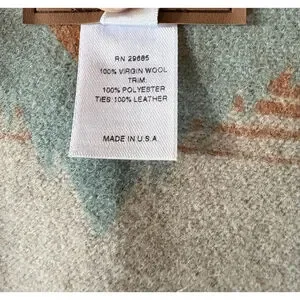 RN 29685
100% VIRGIN WOOL
TRIM:
100% POLYESTER
TIES: 100% LEATHER
MADE IN U.S.A.